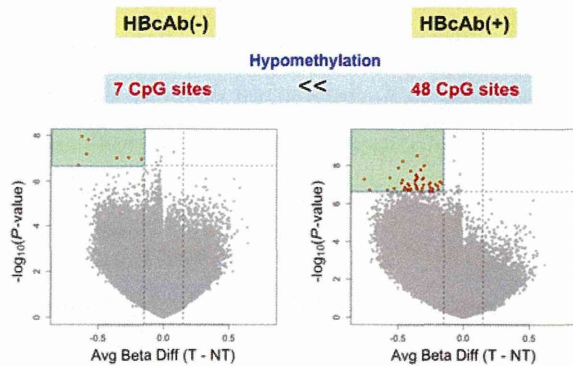 HBcAb(-) HBcAb(+)
Hypomethylation
7 CpG sites << 48 CpG sites
8
6
4
2
0
-log10(P-value)
-0.5 0.0 0.5
Avg Beta Diff (T - NT)
8
6
4
2
0
-log10(P-value)
-0.5 0.0 0.5
Avg Beta Diff (T - NT)